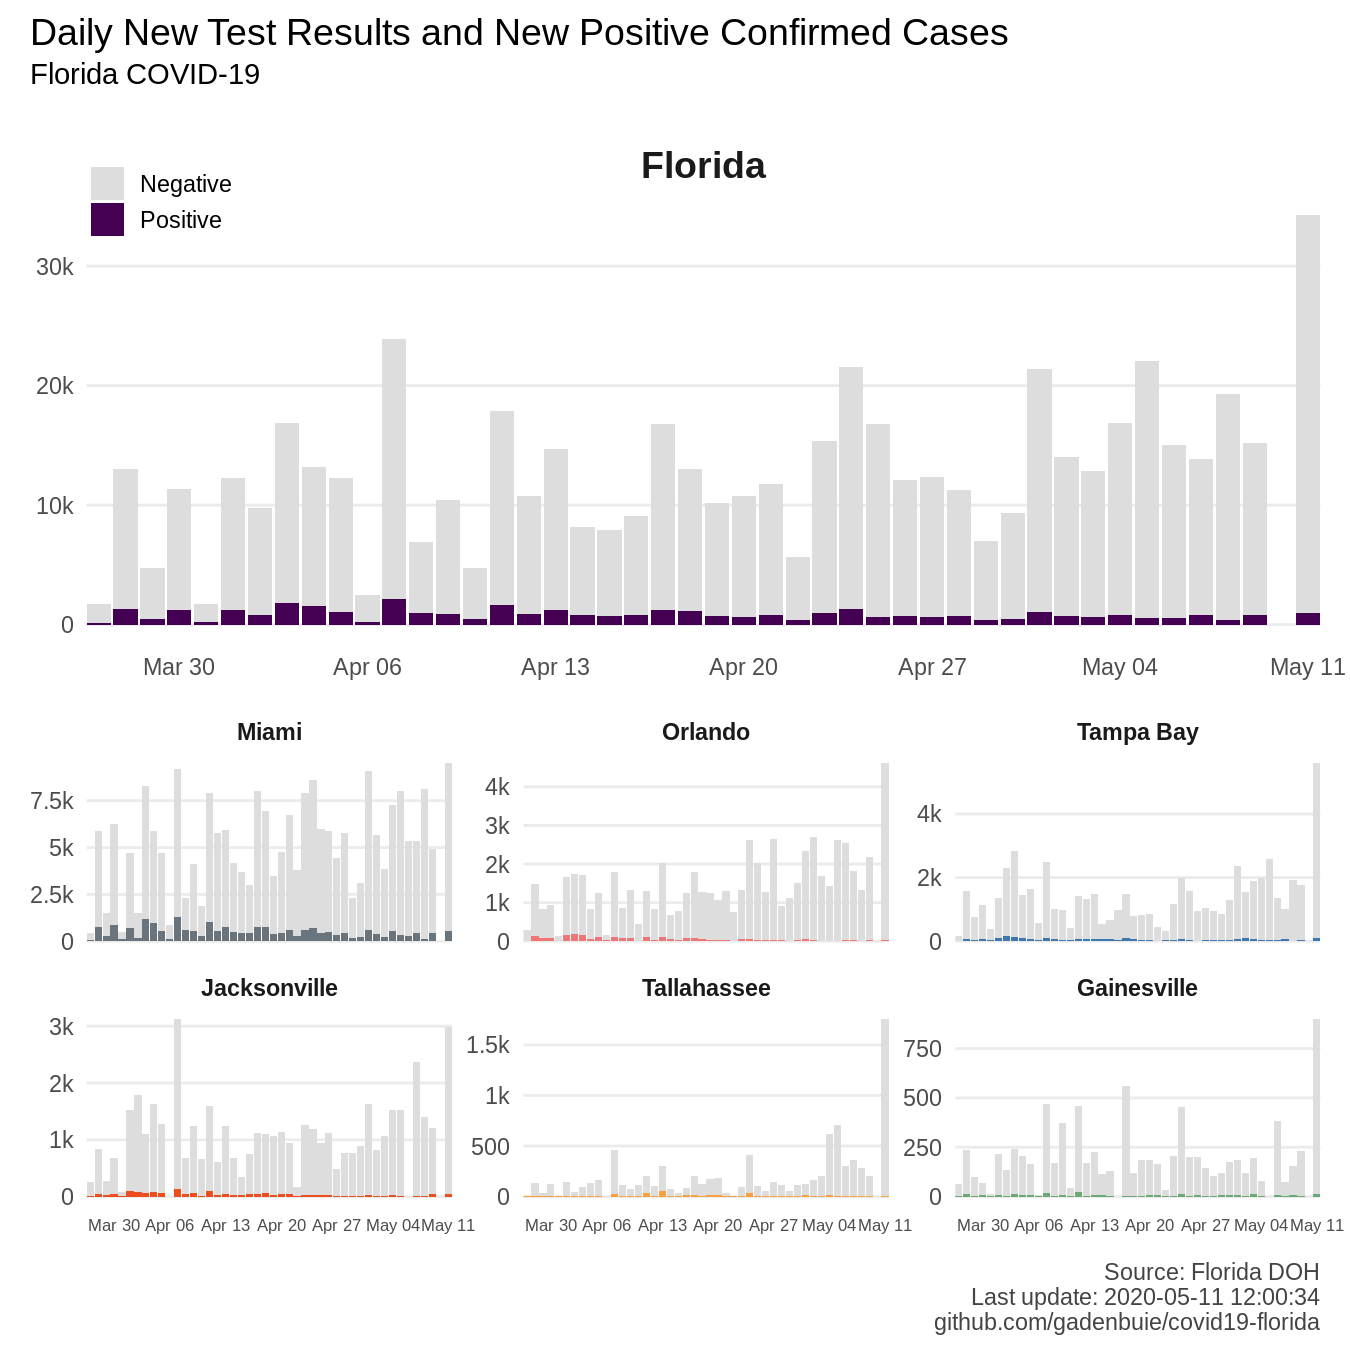 Daily New Test Results and New Positive Confirmed Cases
Florida COVID-19
Florida
Negative
Positive
30k
20k
10k
0
Mar 30 Apr 06 Apr 13 Apr 20 Apr 27 May 04 May 11
Miami Orlando Tampa Bay
7.5k
5k
2.5k
0
4k
3k
2k
1k
0
4k
2k
0
Jacksonville Tallahassee Gainesville
3k
2k
1k
0
1.5k
1k
500
0
750
500
250
0
Mar 30 Apr 06 Apr 13 Apr 20 Apr 27 May 04 May 11
Mar 30 Apr 06 Apr 13 Apr 20 Apr 27 May 04 May 11
Mar 30 Apr 06 Apr 13 Apr 20 Apr 27 May 04 May 11
Source: Florida DOH
Last update: 2020-05-11 12:00:34
github.com/gadenbuie/covid19-florida